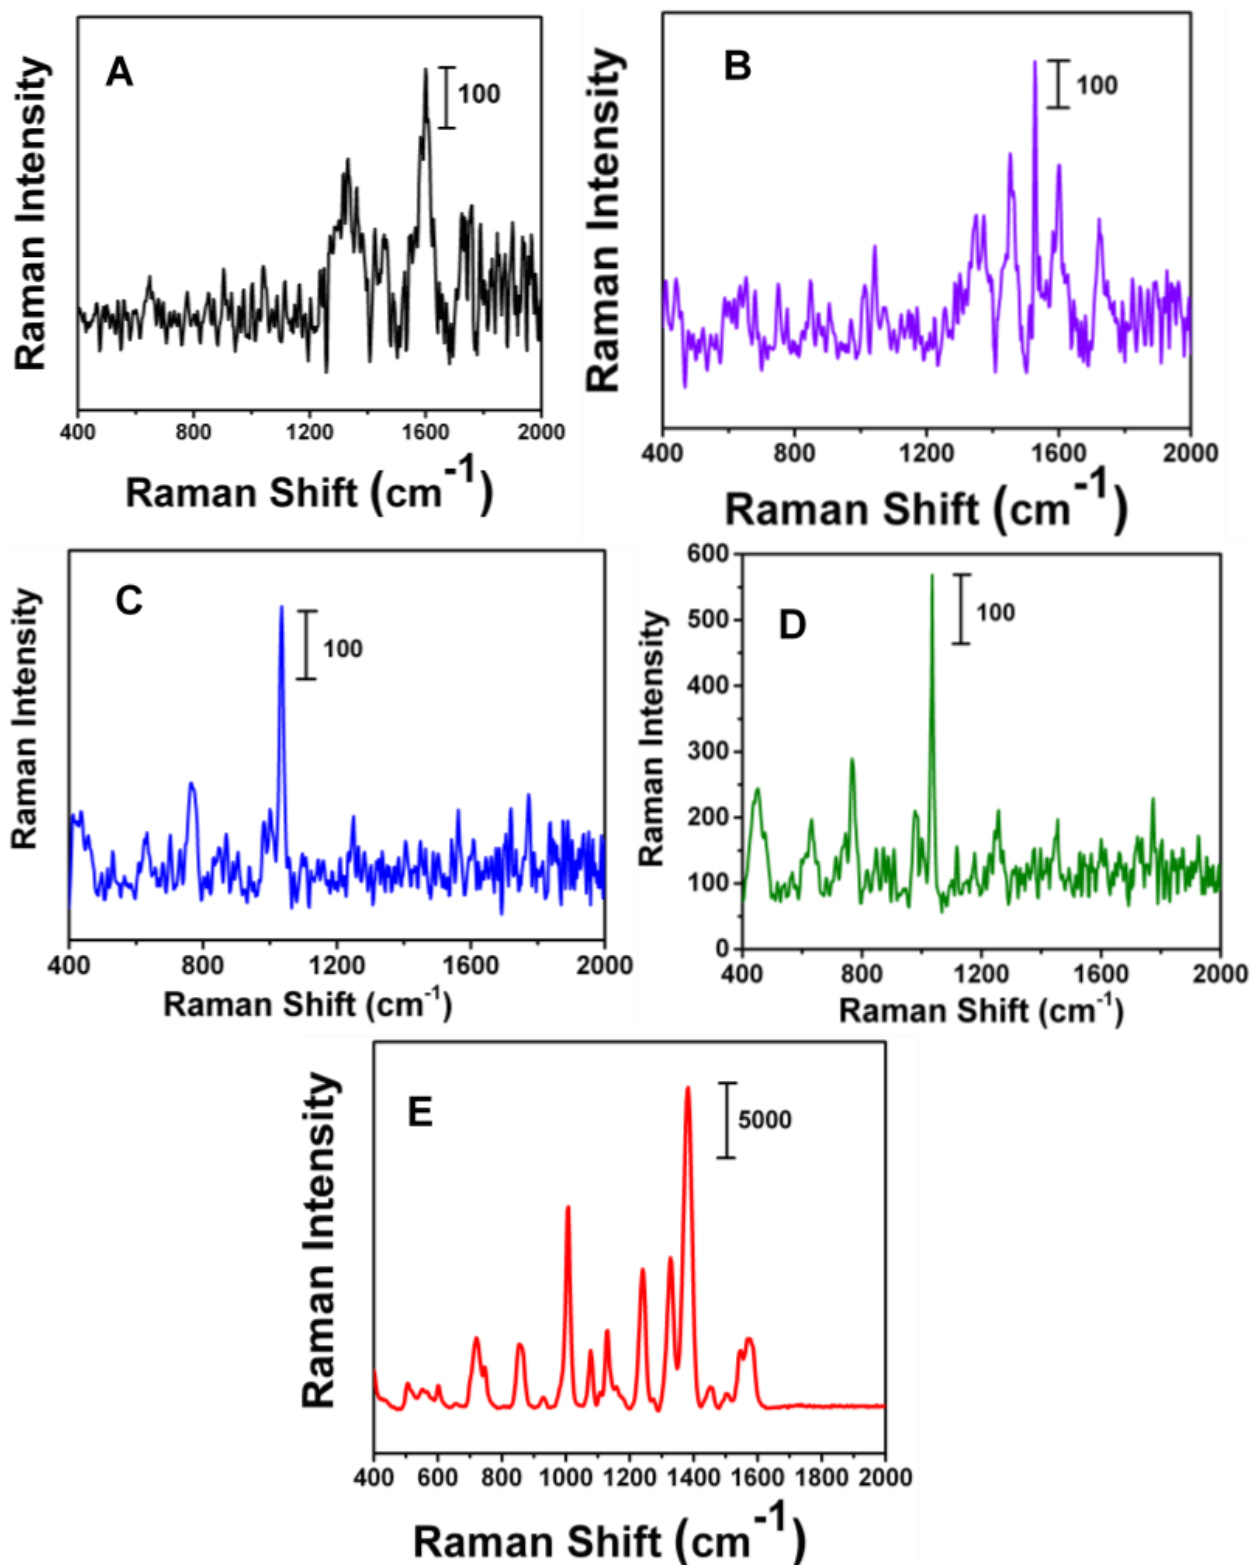 A
100
Raman Intensity
400 800 1200 1600 2000
Raman Shift (cm-1)
B
100
Raman Intensity
400 800 1200 1600 2000
Raman Shift (cm-1)
C
100
Raman Intensity
400 800 1200 1600 2000
Raman Shift (cm-1)
D
100
Raman Intensity
600
500
400
300
200
100
0
400 800 1200 1600 2000
Raman Shift (cm-1)
E
5000
Raman Intensity
400 600 800 1000 1200 1400 1600 1800 2000
Raman Shift (cm-1)